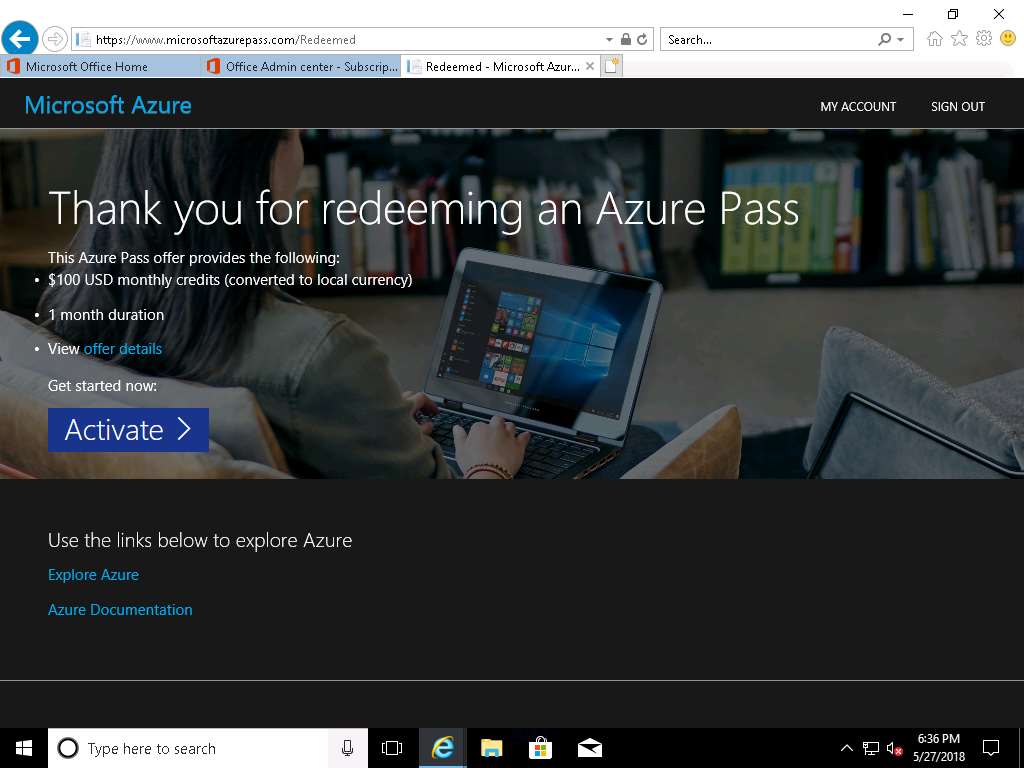 https://www.microsoftazurepass.com/Redeemed
Search...
Microsoft Office Home
Office Admin center - Subscrip...
Redeemed - Microsoft Azur...
Microsoft Azure
MY ACCOUNT
SIGN OUT
Thank you for redeeming an Azure Pass
This Azure Pass offer provides the following:
• $100 USD monthly credits (converted to local currency)
• 1 month duration
• View offer details
Get started now:
Activate
Use the links below to explore Azure
Explore Azure
Azure Documentation
Type here to search
6:36 PM
5/27/2018